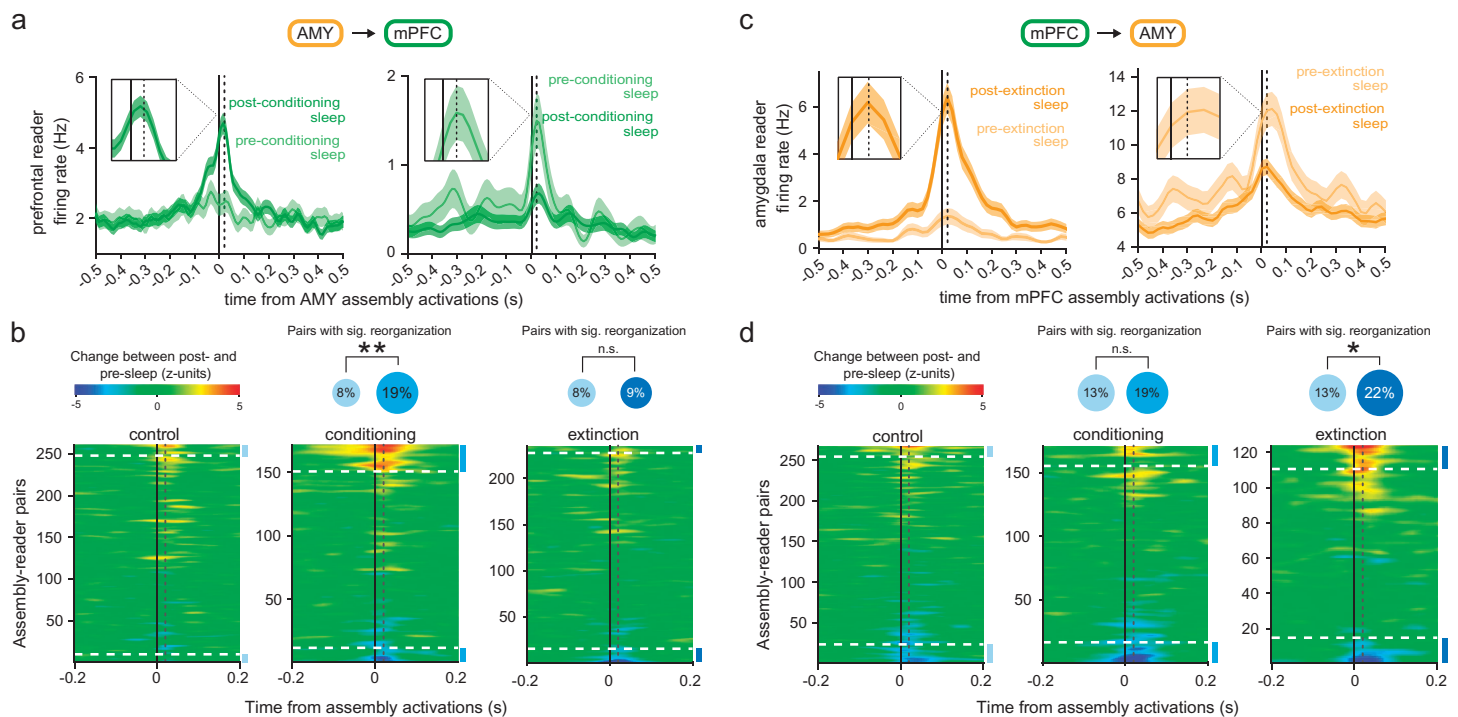 a
AMY → mPFC
prefrontal reader
firing rate (Hz)
6
4
2
post-conditioning
sleep
pre-conditioning
sleep
-0.5 -0.4 -0.3 -0.2 -0.1 0 0.1 0.2 0.3 0.4 0.5
2
1
0
pre-conditioning
sleep
post-conditioning
sleep
-0.5 -0.4 -0.3 -0.2 -0.1 0 0.1 0.2 0.3 0.4 0.5
time from AMY assembly activations (s)
c
mPFC → AMY
amygdala reader
firing rate (Hz)
6
4
2
0
post-extinction
sleep
pre-extinction
sleep
-0.5 -0.4 -0.3 -0.2 -0.1 0 0.1 0.2 0.3 0.4 0.5
14
12
10
8
6
4
pre-extinction
sleep
post-extinction
sleep
-0.5 -0.4 -0.3 -0.2 -0.1 0 0.1 0.2 0.3 0.4 0.5
time from mPFC assembly activations (s)
b
Change between post- and
pre-sleep (z-units)
-5 0 5
Pairs with sig. reorganization
**
8% 19%
Pairs with sig. reorganization
n.s.
8% 9%
Assembly-reader pairs
control
250
200
150
100
50
-0.2 0 0.2
conditioning
150
100
50
-0.2 0 0.2
extinction
200
150
100
50
-0.2 0 0.2
Time from assembly activations (s)
d
Change between post- and
pre-sleep (z-units)
-5 0 5
Pairs with sig. reorganization
n.s.
13% 19%
Pairs with sig. reorganization
*
13% 22%
Assembly-reader pairs
control
250
200
150
100
50
-0.2 0 0.2
conditioning
150
100
50
-0.2 0 0.2
extinction
120
100
80
60
40
20
-0.2 0 0.2
Time from assembly activations (s)